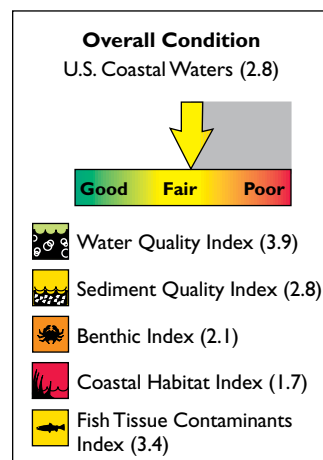 Overall Condition
U.S. Coastal Waters (2.8)
Good Fair Poor
Water Quality Index (3.9)
Sediment Quality Index (2.8)
Benthic Index (2.1)
Coastal Habitat Index (1.7)
Fish Tissue Contaminants
Index (3.4)